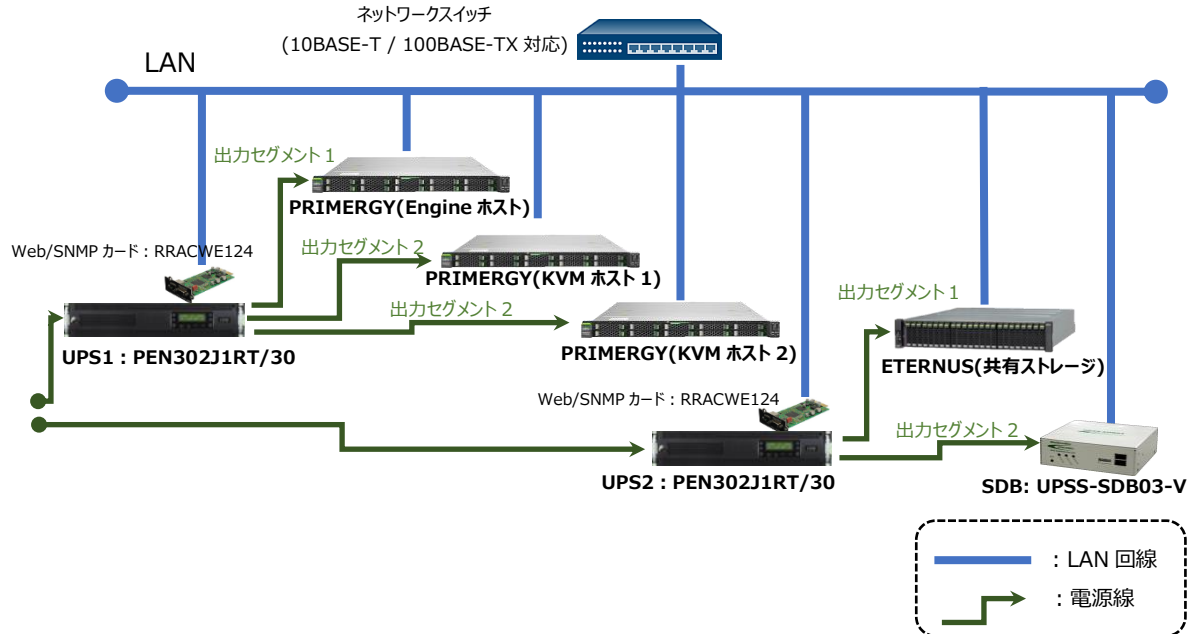 ネットワークスイッチ
(10BASE-T / 100BASE-TX 対応)
LAN
出力セグメント 1
PRIMERGY(Engine ホスト)
Web/SNMP カード : RRACWE124
出力セグメント 2
PRIMERGY(KVM ホスト 1)
出力セグメント 2
出力セグメント 1
UPS1 : PEN302J1RT/30
PRIMERGY(KVM ホスト 2)
ETERNUS(共有ストレージ)
Web/SNMP カード : RRACWE124
出力セグメント 2
UPS2 : PEN302J1RT/30
SDB: UPSS-SDB03-V
: LAN 回線
: 電源線